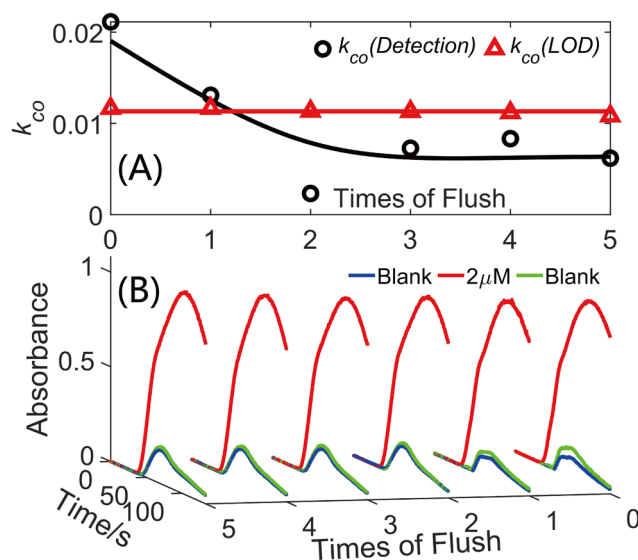 0.02
k_co(Detection) k_co(LOD)
k_co
0.01
(A)
Times of Flush
0
0 1 2 3 4 5
1
(B)
Blank 2μM Blank
Absorbance
0.5
0
0
50
100
Time/s
5 4 3 2 1 0
Times of Flush